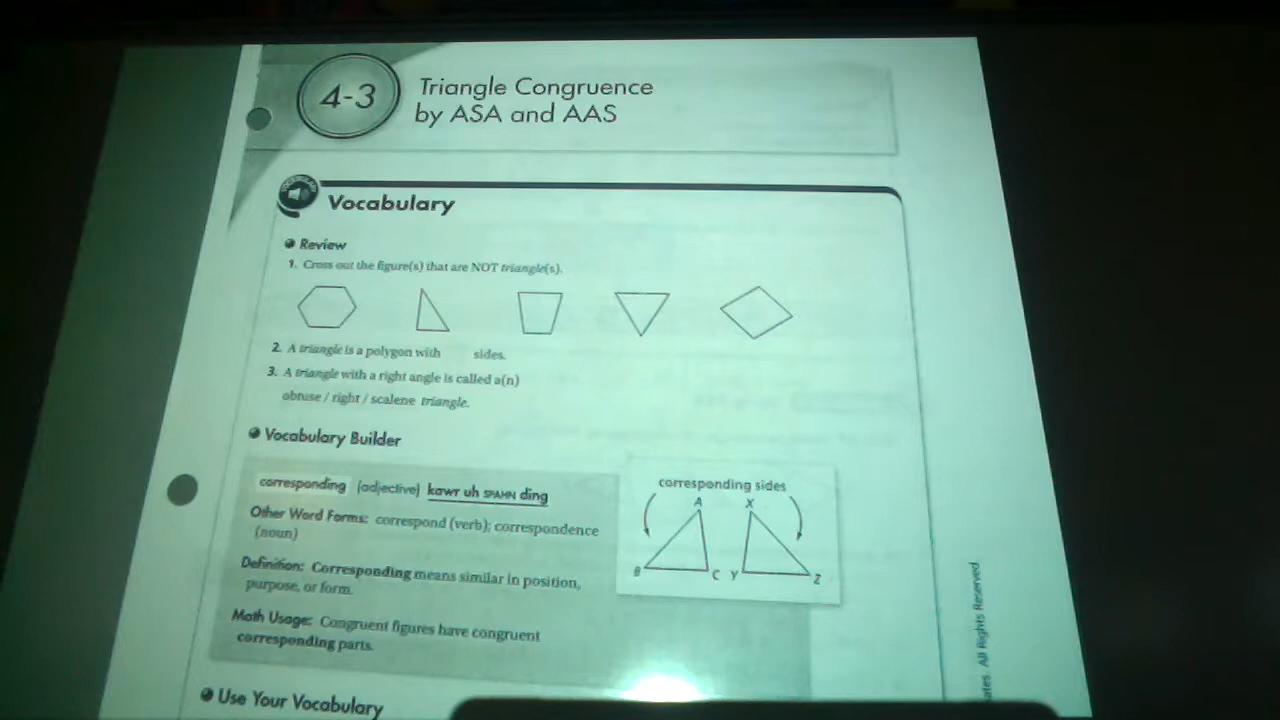 4-3
Triangle Congruence
by ASA and AAS
Vocabulary
Review
1. Cross out the figure(s) that are NOT triangle(s).
2. A triangle is a polygon with sides.
3. A triangle with a right angle is called a(n)
obtuse / right / scalene triangle.
Vocabulary Builder
corresponding (adjective) kawr uh SPAHN ding
Other Word Forms: correspond (verb); correspondence
(noun)
Definition: Corresponding means similar in position,
purpose, or form.
Math Usage: Congruent figures have congruent
corresponding parts.
corresponding sides
A X
B C Y Z
Use Your Vocabulary
All Rights Reserved